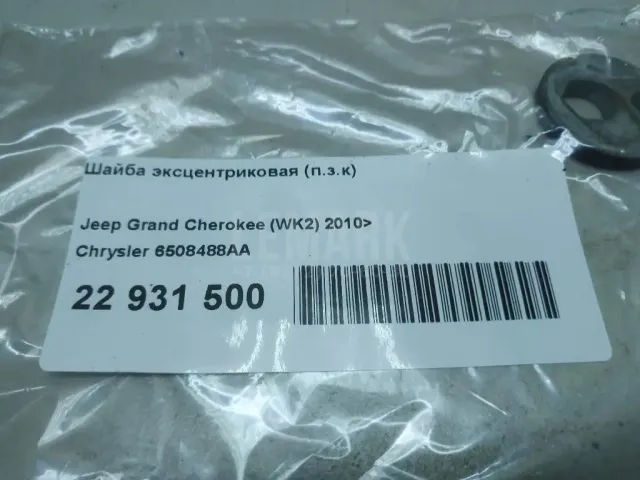 Шайба эксцентриковая (п.з.к)
Jeep Grand Cherokee (WK2) 2010>
Chrysler 6508488AA
22 931 500